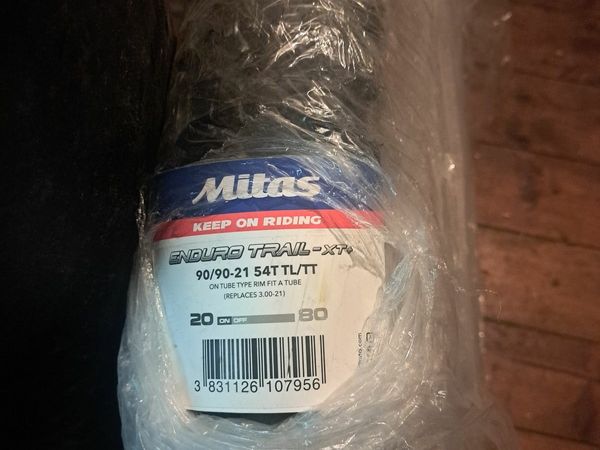 Mitas
KEEP ON RIDING
ENDURO TRAIL-XT+
90/90-21 54T TL/TT
ON TUBE TYPE RIM FIT A TUBE
(REPLACES 3.00-21)
20 ON OFF 80
3 831126 107956